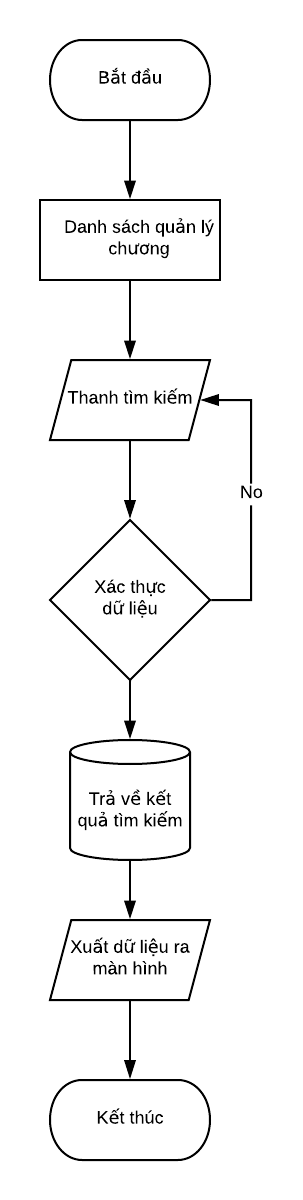 Bắt đầu
Danh sách quản lý
chương
Thanh tìm kiếm
No
Xác thực
dữ liệu
Trả về kết
quả tìm kiếm
Xuất dữ liệu ra
màn hình
Kết thúc